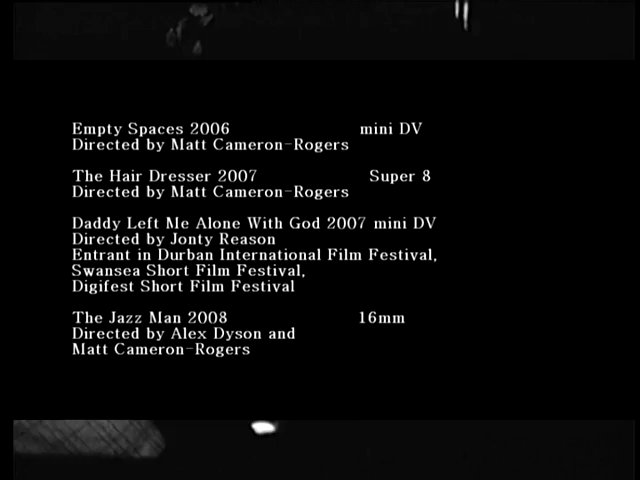 Empty Spaces 2006 mini DV
Directed by Matt Cameron-Rogers
The Hair Dresser 2007 Super 8
Directed by Matt Cameron-Rogers
Daddy Left Me Alone With God 2007 mini DV
Directed by Jonty Reason
Entrant in Durban International Film Festival,
Swansea Short Film Festival,
Digifest Short Film Festival
The Jazz Man 2008 16mm
Directed by Alex Dyson and
Matt Cameron-Rogers